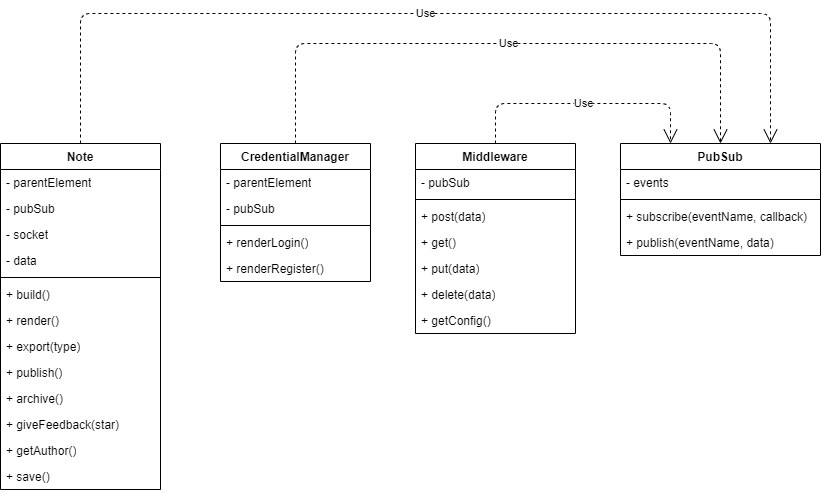 Use
Use
Use
Note
- parentElement
- pubSub
- socket
- data
+ build()
+ render()
+ export(type)
+ publish()
+ archive()
+ giveFeedback(star)
+ getAuthor()
+ save()
CredentialManager
- parentElement
- pubSub
+ renderLogin()
+ renderRegister()
Middleware
- pubSub
+ post(data)
+ get()
+ put(data)
+ delete(data)
+ getConfig()
PubSub
- events
+ subscribe(eventName, callback)
+ publish(eventName, data)